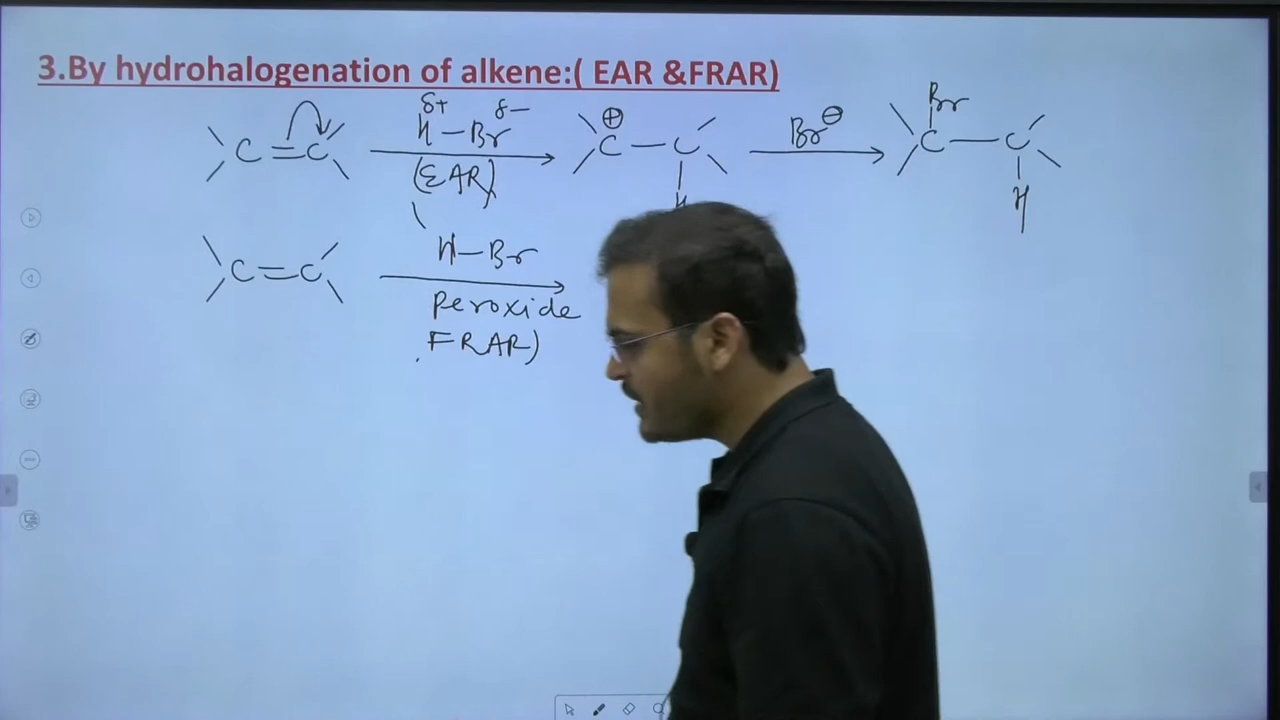 3.By hydrohalogenation of alkene:( EAR &FRAR)
δ+ δ−
C=C H−Br ⊕C−C Br⊖ Br C−C
(EAR) H H
C=C H−Br
Peroxide
FRAR)